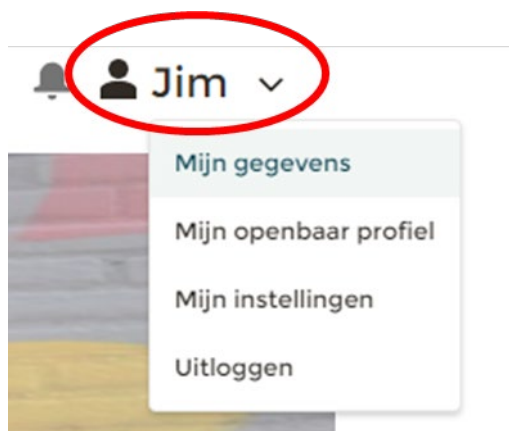 Jim
Mijn gegevens
Mijn openbaar profiel
Mijn instellingen
Uitloggen